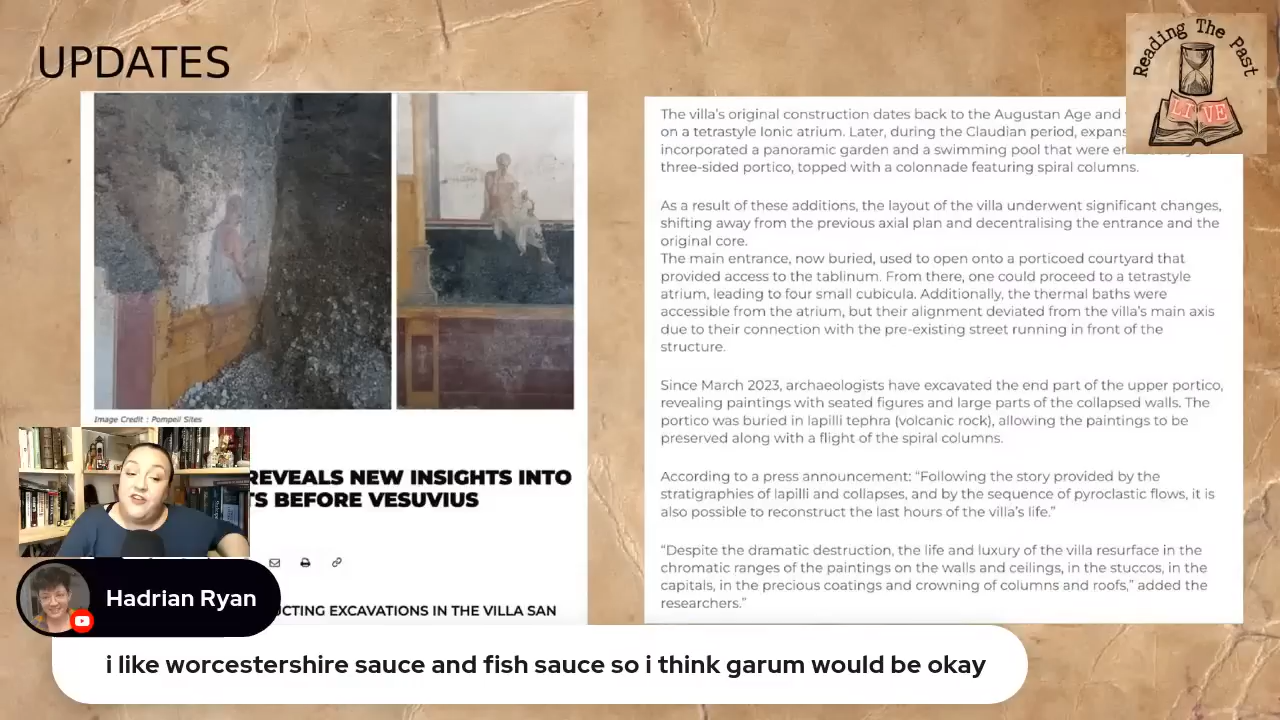 UPDATES
Reading The Past
LIVE
Image Credit : Pompeii Sites
REVEALS NEW INSIGHTS INTO
TS BEFORE VESUVIUS
UCTING EXCAVATIONS IN THE VILLA SAN
The villa's original construction dates back to the Augustan Age and
on a tetrastyle Ionic atrium. Later, during the Claudian period, expans
incorporated a panoramic garden and a swimming pool that were
three-sided portico, topped with a colonnade featuring spiral columns.
As a result of these additions, the layout of the villa underwent significant changes,
shifting away from the previous axial plan and decentralising the entrance and the
original core.
The main entrance, now buried, used to open onto a porticoed courtyard that
provided access to the tablinum. From there, one could proceed to a tetrastyle
atrium, leading to four small cubicula. Additionally, the thermal baths were
accessible from the atrium, but their alignment deviated from the villa's main axis
due to their connection with the pre-existing street running in front of the
structure.
Since March 2023, archaeologists have excavated the end part of the upper portico,
revealing paintings with seated figures and large parts of the collapsed walls. The
portico was buried in lapilli tephra (volcanic rock), allowing the paintings to be
preserved along with a flight of the spiral columns.
According to a press announcement: “Following the story provided by the
stratigraphies of lapilli and collapses, and by the sequence of pyroclastic flows, it is
also possible to reconstruct the last hours of the villa's life.”
“Despite the dramatic destruction, the life and luxury of the villa resurface in the
chromatic ranges of the paintings on the walls and ceilings, in the stuccos, in the
capitals, in the precious coatings and crowning of columns and roofs,” added the
researchers.”
Hadrian Ryan
i like worcestershire sauce and fish sauce so i think garum would be okay